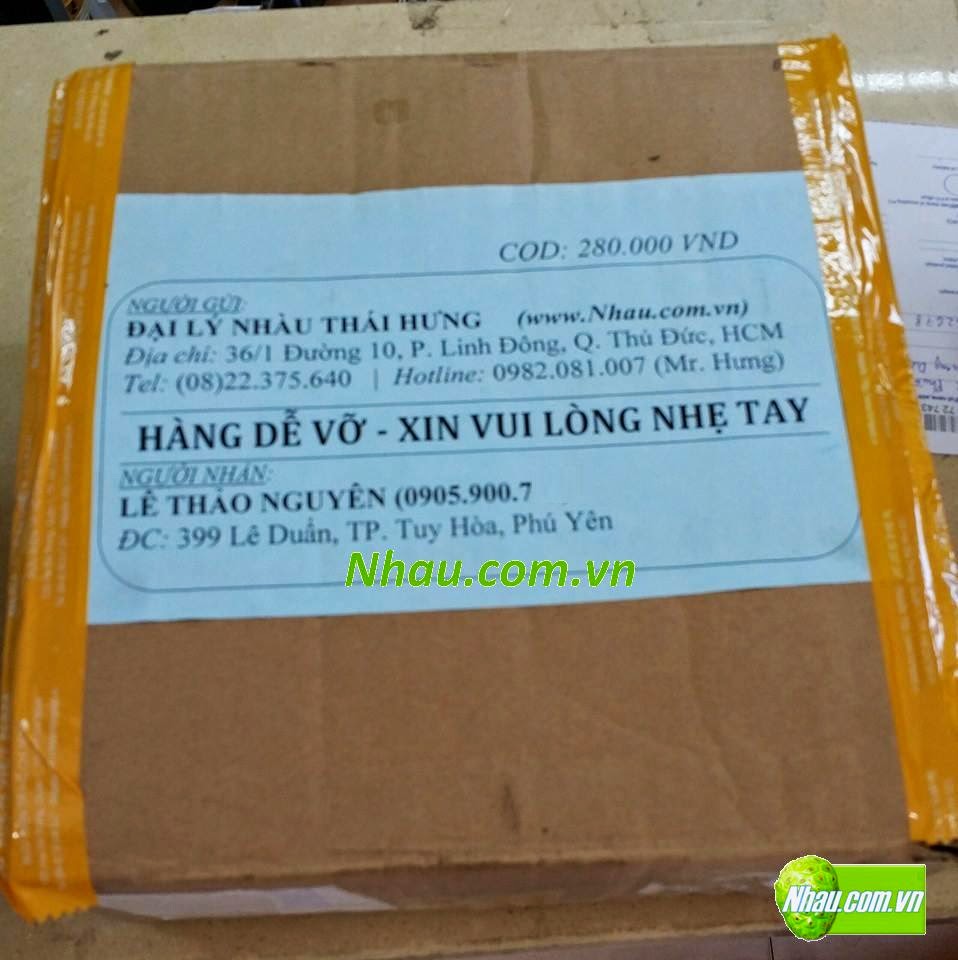 COD: 280.000 VND
NGƯỜI GỬI:
ĐẠI LÝ NHÀU THÁI HƯNG (www.Nhau.com.vn)
Địa chỉ: 36/1 Đường 10, P. Linh Đông, Q. Thủ Đức, HCM
Tel: (08)22.375.640 | Hotline: 0982.081.007 (Mr. Hưng)
HÀNG DỄ VỠ - XIN VUI LÒNG NHẸ TAY
NGƯỜI NHẬN:
LÊ THẢO NGUYÊN (0905.900.7
ĐC: 399 Lê Duẩn, TP. Tuy Hòa, Phú Yên
Nhau.com.vn
Nhau.com.vn